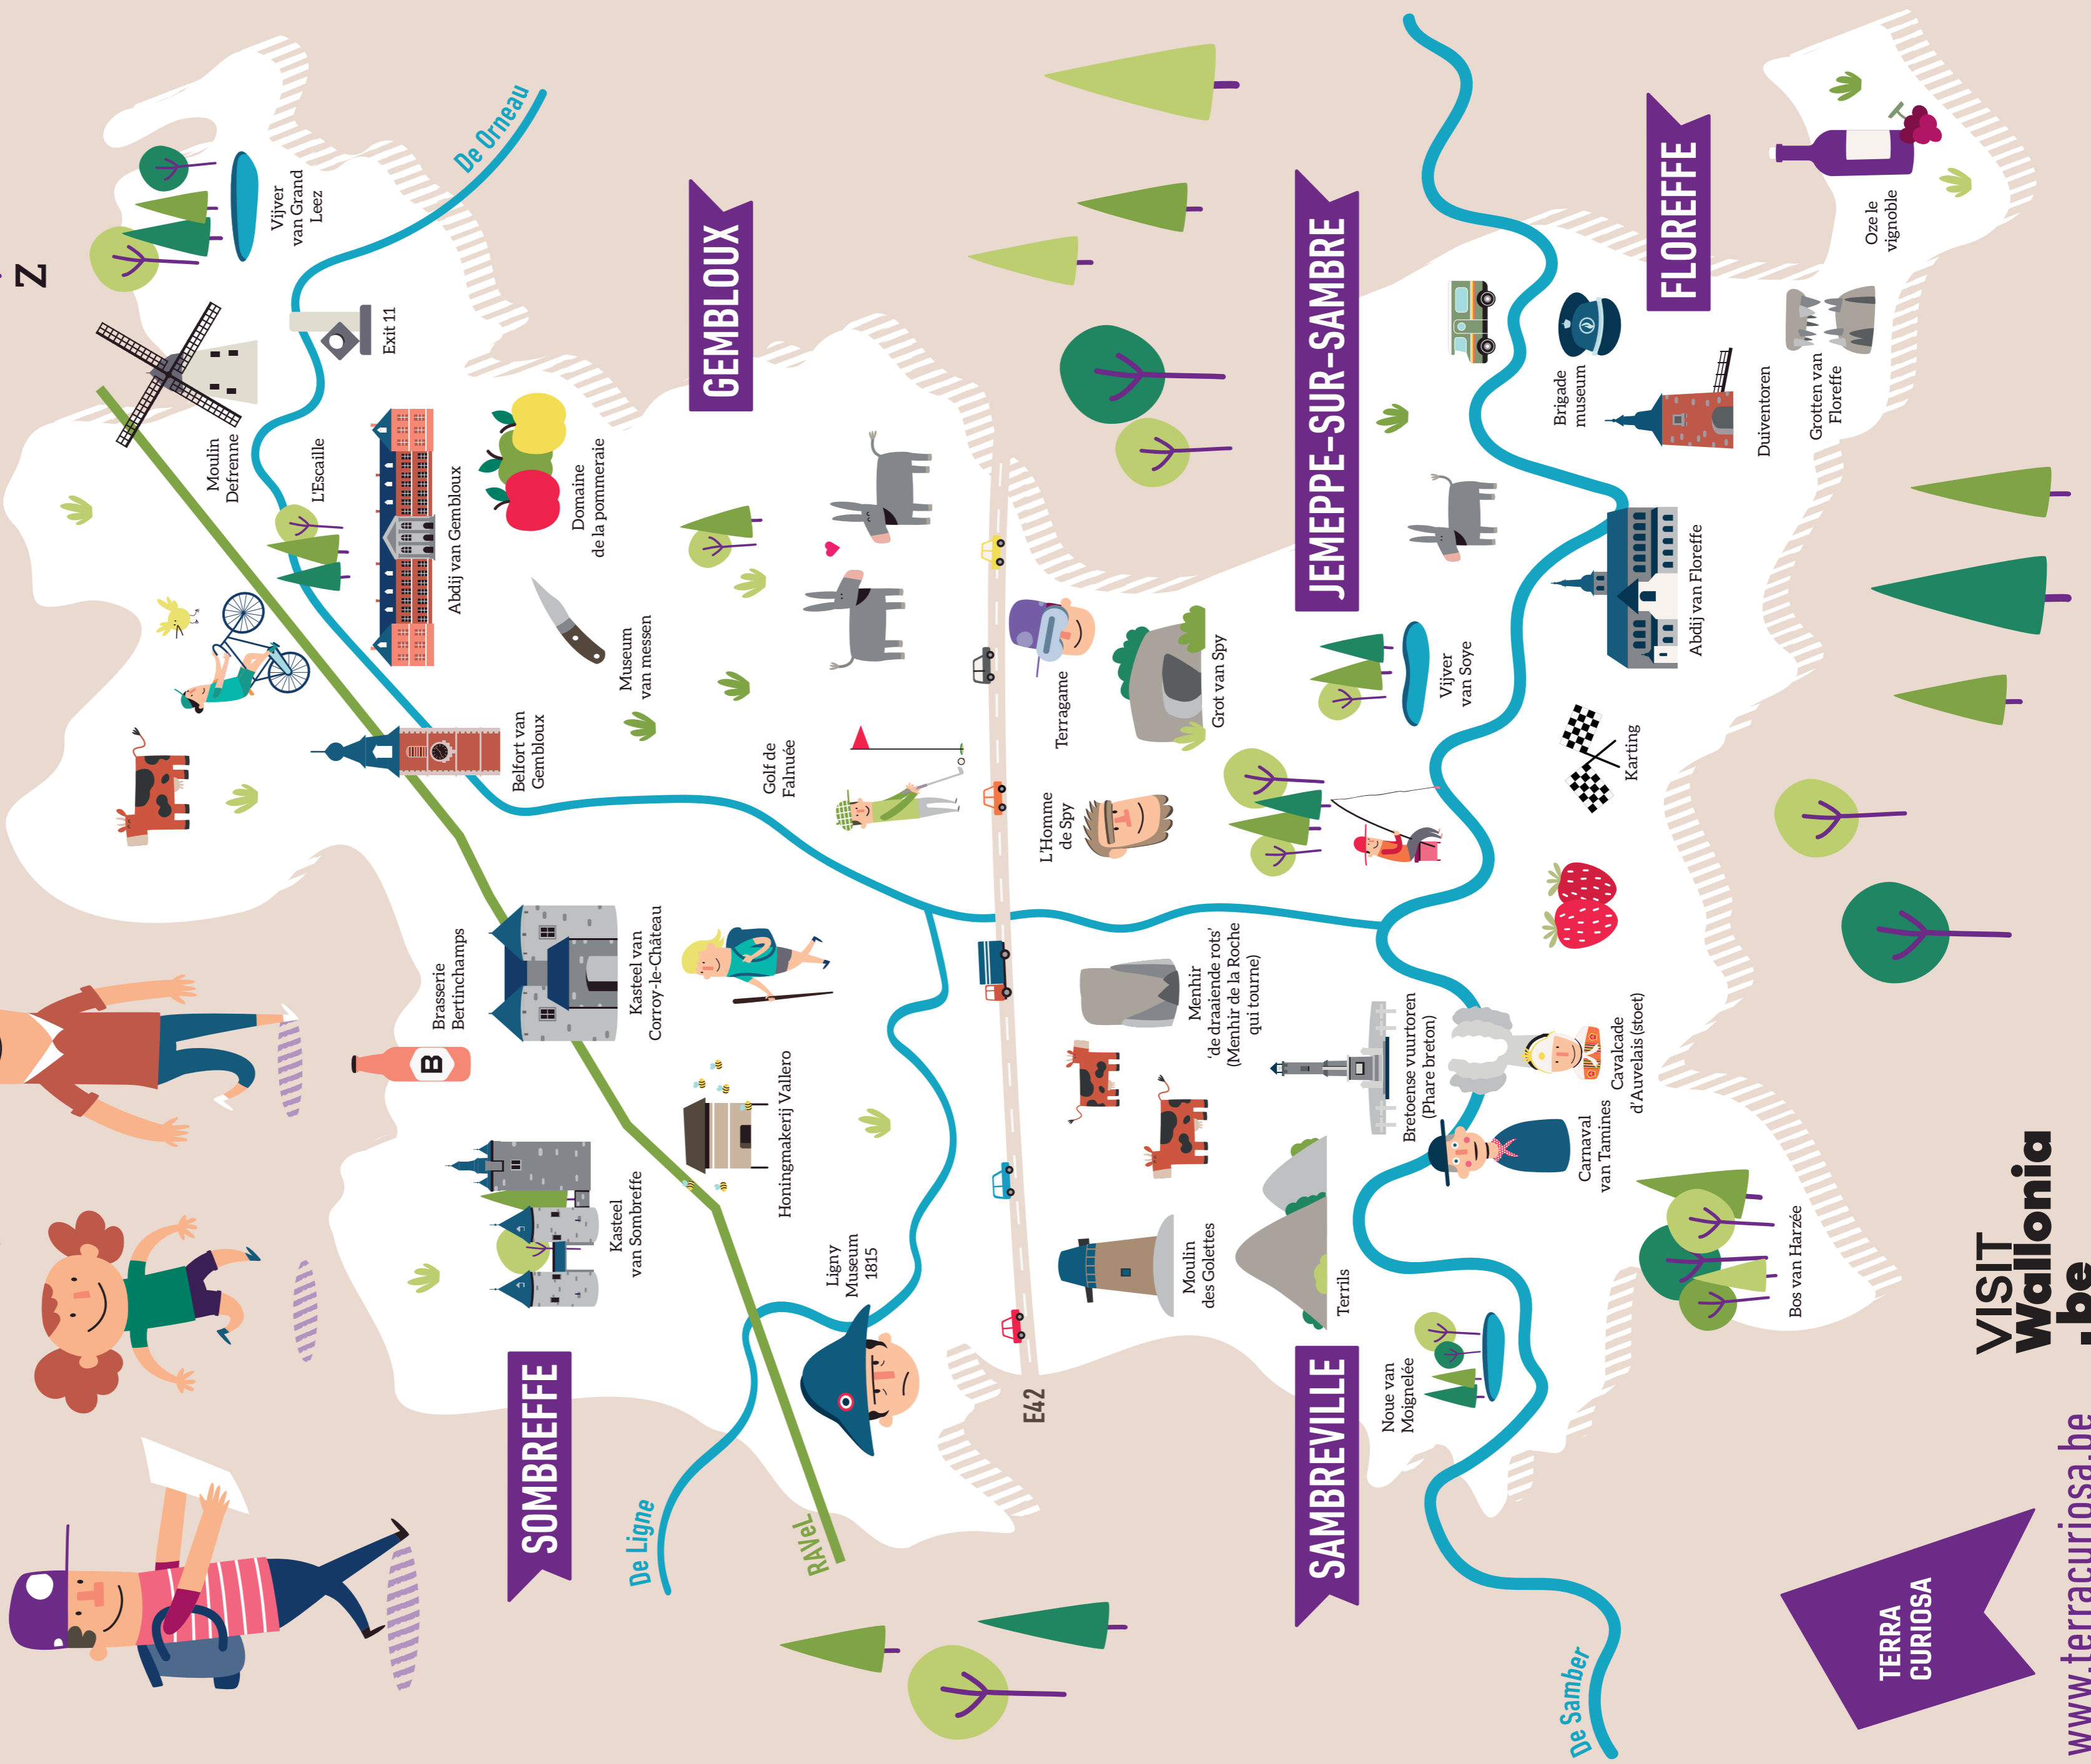 Z
Vijver
van Grand
Leez
De Orneau
Moulin
Defrenne
Exit 11
L'Escaille
Abdij van Gembloux
Domaine
de la pommeraie
Museum
van messen
Belfort van
Gembloux
GEMBLOUX
Golf de
Falnuée
Brasserie
Bertinchamps
B
Kasteel van
Corroy-le-Château
Kasteel
van Sombreffe
Honingmakerij Vallero
Ligny
Museum
1815
SOMBREFFE
De Ligne
RAVeL
E42
Terragame
Grot van Spy
L'Homme
de Spy
JEMEPPE-SUR-SAMBRE
Vijver
van Soye
Menhir
'de draaiende rots'
(Menhir de la Roche
qui tourne)
Moulin
des Golettes
Terrils
Bretoense vuurtoren
(Phare breton)
Cavalcade
d'Auvelais (stoet)
Carnaval
van Tamines
Noue van
Moignelée
SAMBREVILLE
Bos van Harzée
Karting
Abdij van Floreffe
Brigade
museum
Duiventoren
Grotten van
Floreffe
FLOREFFE
Oze le
vignoble
De Samber
TERRA
CURIOSA
VISIT
Wallonia
.be
www.terracuriosa.be